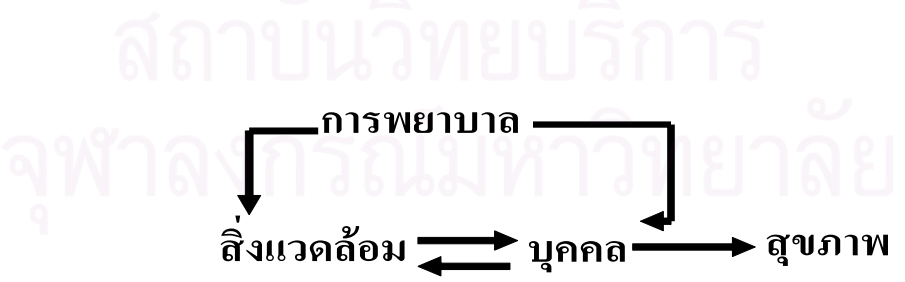 สถาบันวิทยบริการ
จุฬาลงกรณ์มหาวิทยาลัย
การพยาบาล
สิ่งแวดล้อม บุคคล สุขภาพ